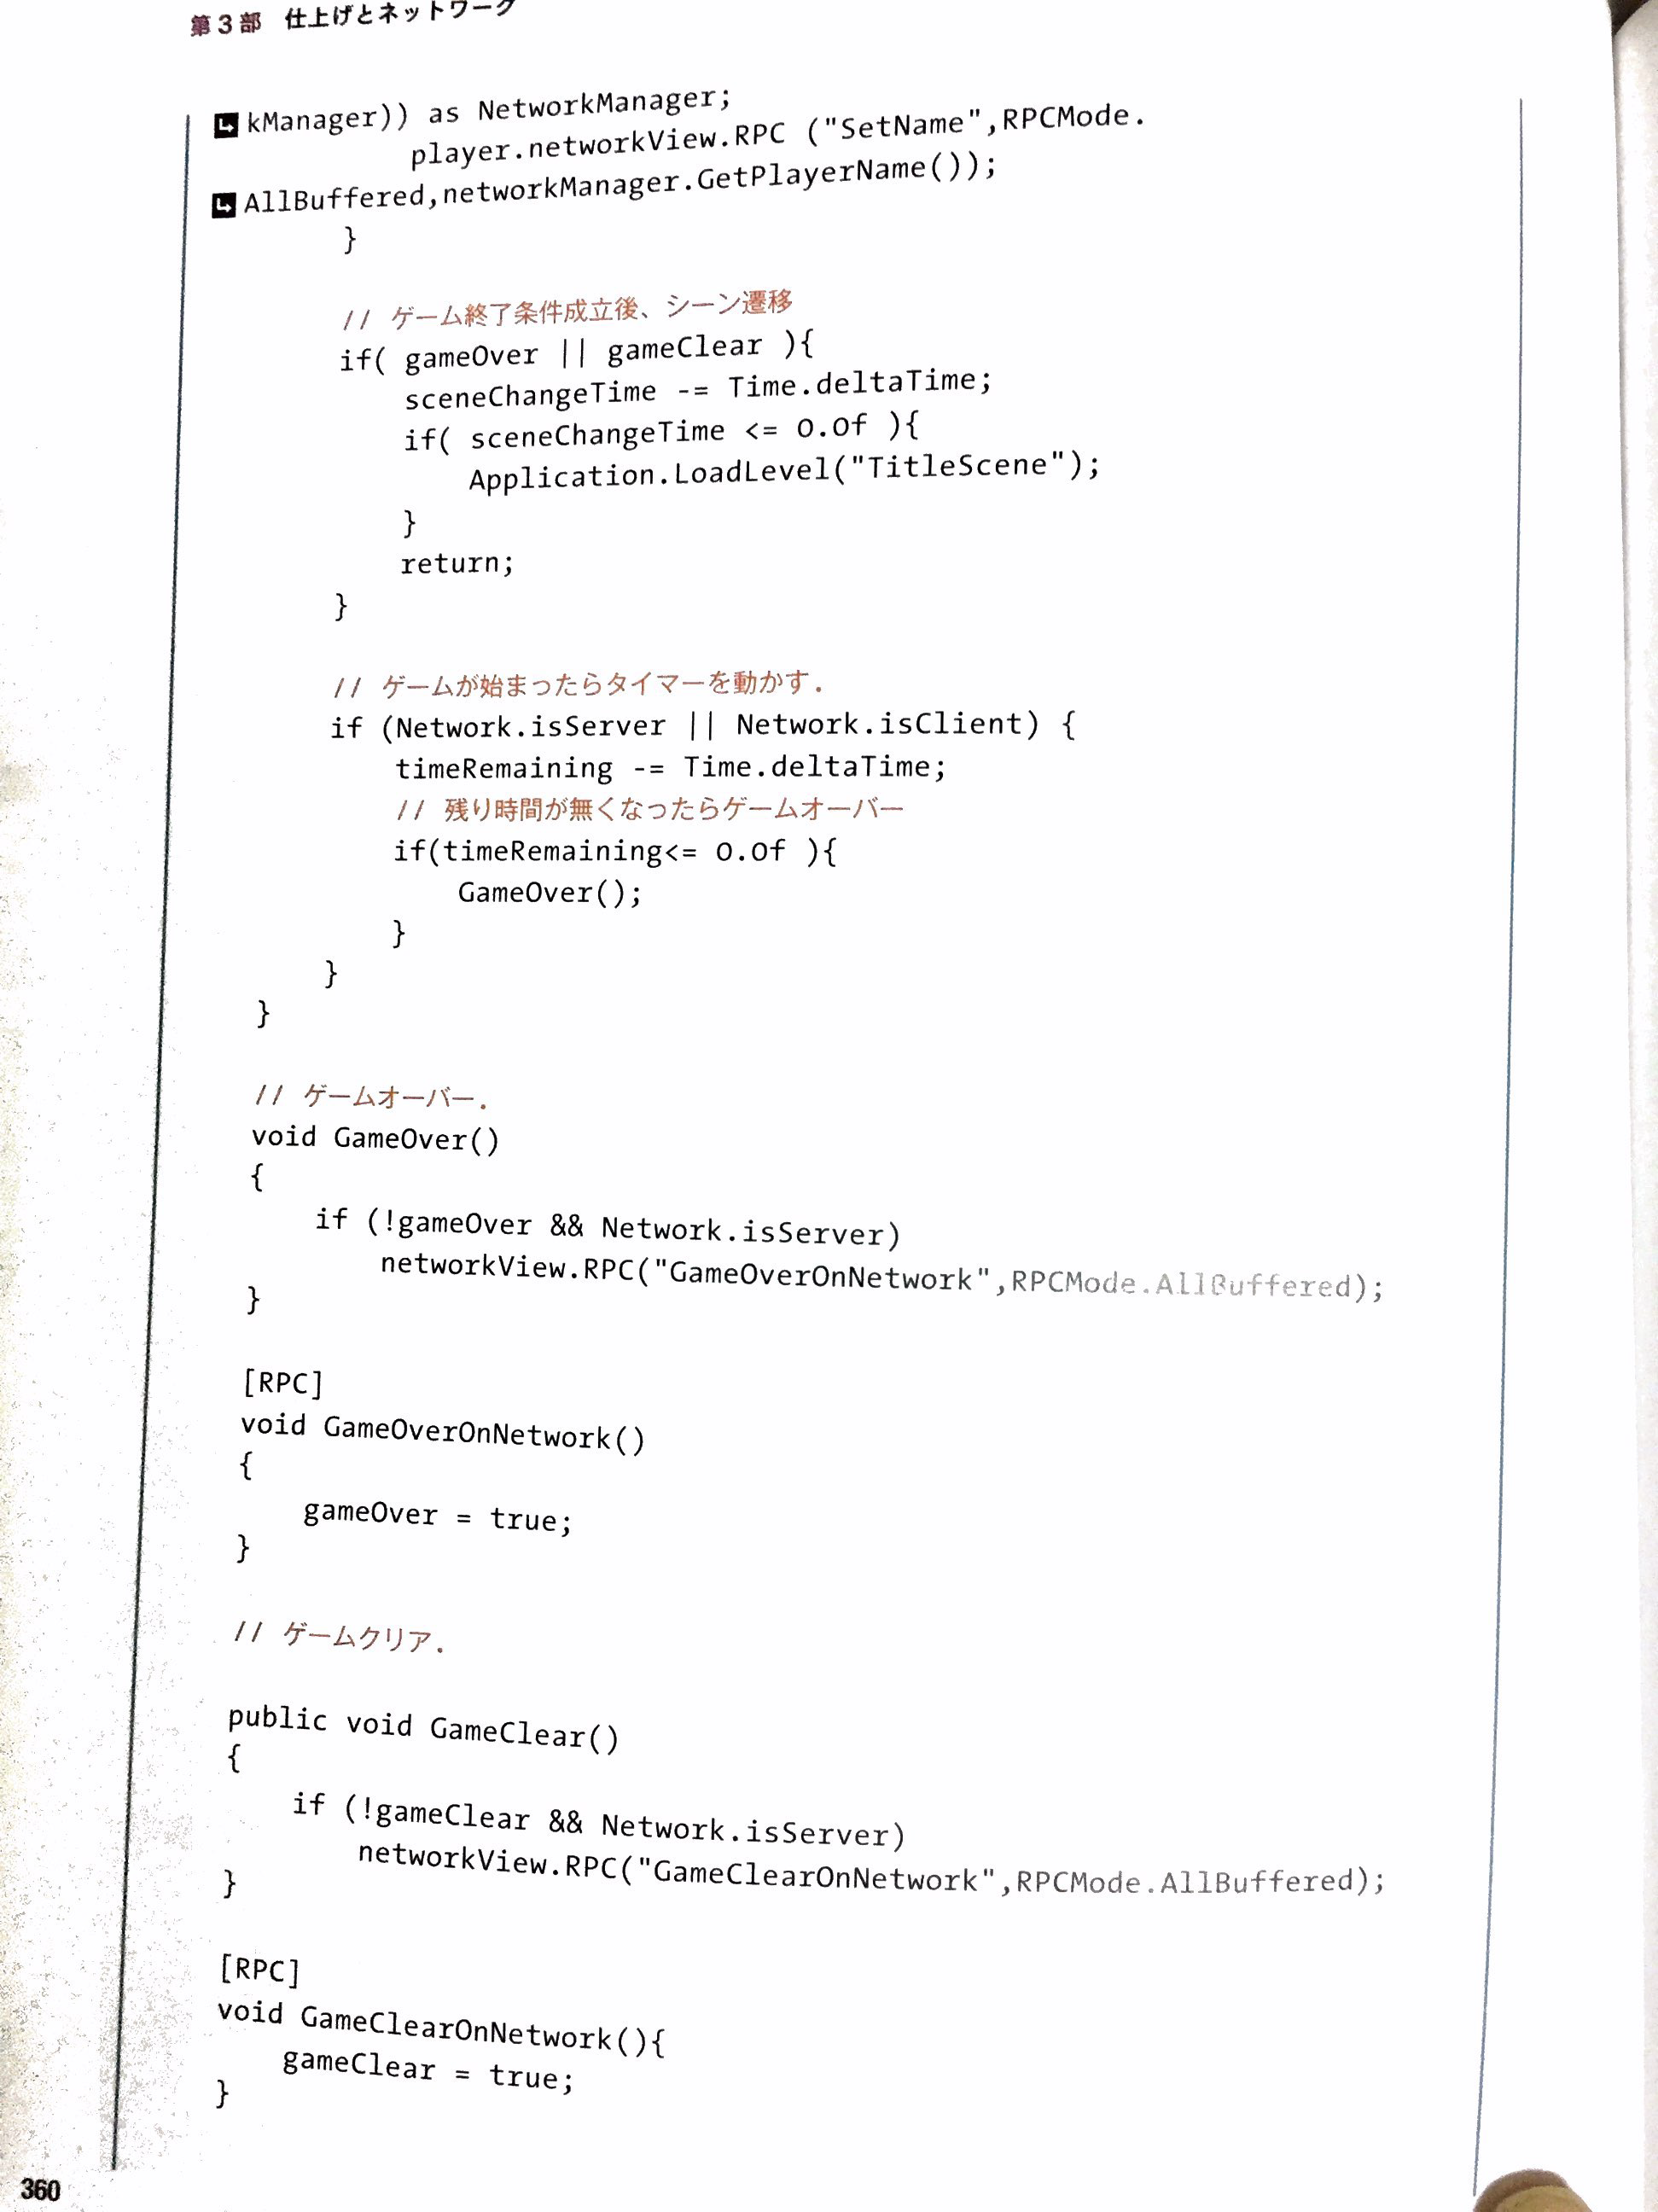 第3部 仕上げとネットワーク
kManager)) as NetworkManager;
player.networkView.RPC ("SetName",RPCMode.
AllBuffered,networkManager.GetPlayerName());
}
// ゲーム終了条件成立後、シーン遷移
if( gameOver || gameClear ){
sceneChangeTime -= Time.deltaTime;
if( sceneChangeTime <= 0.0f ){
Application.LoadLevel("TitleScene");
}
return;
}
// ゲームが始まったらタイマーを動かす.
if (Network.isServer || Network.isClient) {
timeRemaining -= Time.deltaTime;
// 残り時間が無くなったらゲームオーバー
if(timeRemaining<= 0.0f ){
GameOver();
}
}
}
// ゲームオーバー.
void GameOver()
{
if (!gameOver && Network.isServer)
networkView.RPC("GameOverOnNetwork",RPCMode.AllBuffered);
}
[RPC]
void GameOverOnNetwork()
{
gameOver = true;
}
// ゲームクリア.
public void GameClear()
{
if (!gameClear && Network.isServer)
networkView.RPC("GameClearOnNetwork",RPCMode.AllBuffered);
}
[RPC]
void GameClearOnNetwork(){
gameClear = true;
}
360